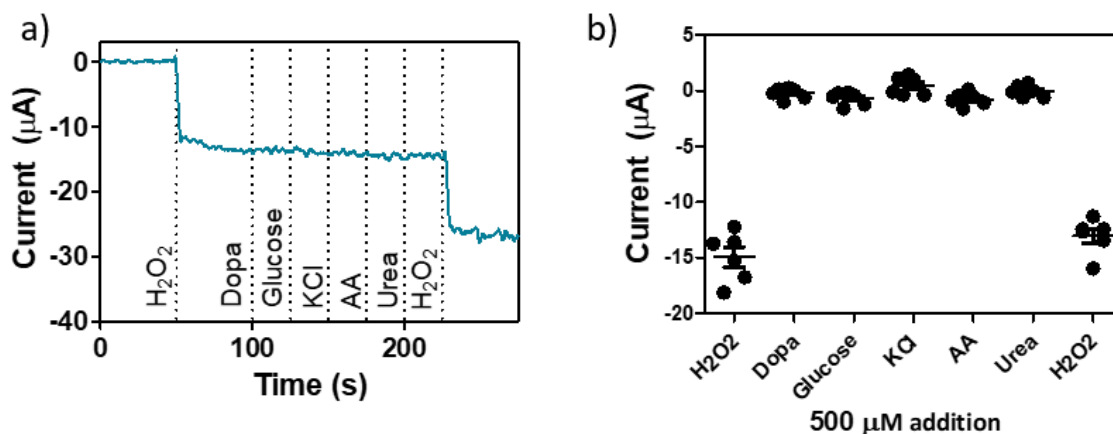 a)
Current (μA)
0
-10
-20
-30
-40
H₂O₂
Dopa
Glucose
KCl
AA
Urea
H₂O₂
0
100
200
Time (s)
b)
Current (μA)
5
0
-5
-10
-15
-20
H2O2
Dopa
Glucose
KCl
AA
Urea
H2O2
500 μM addition